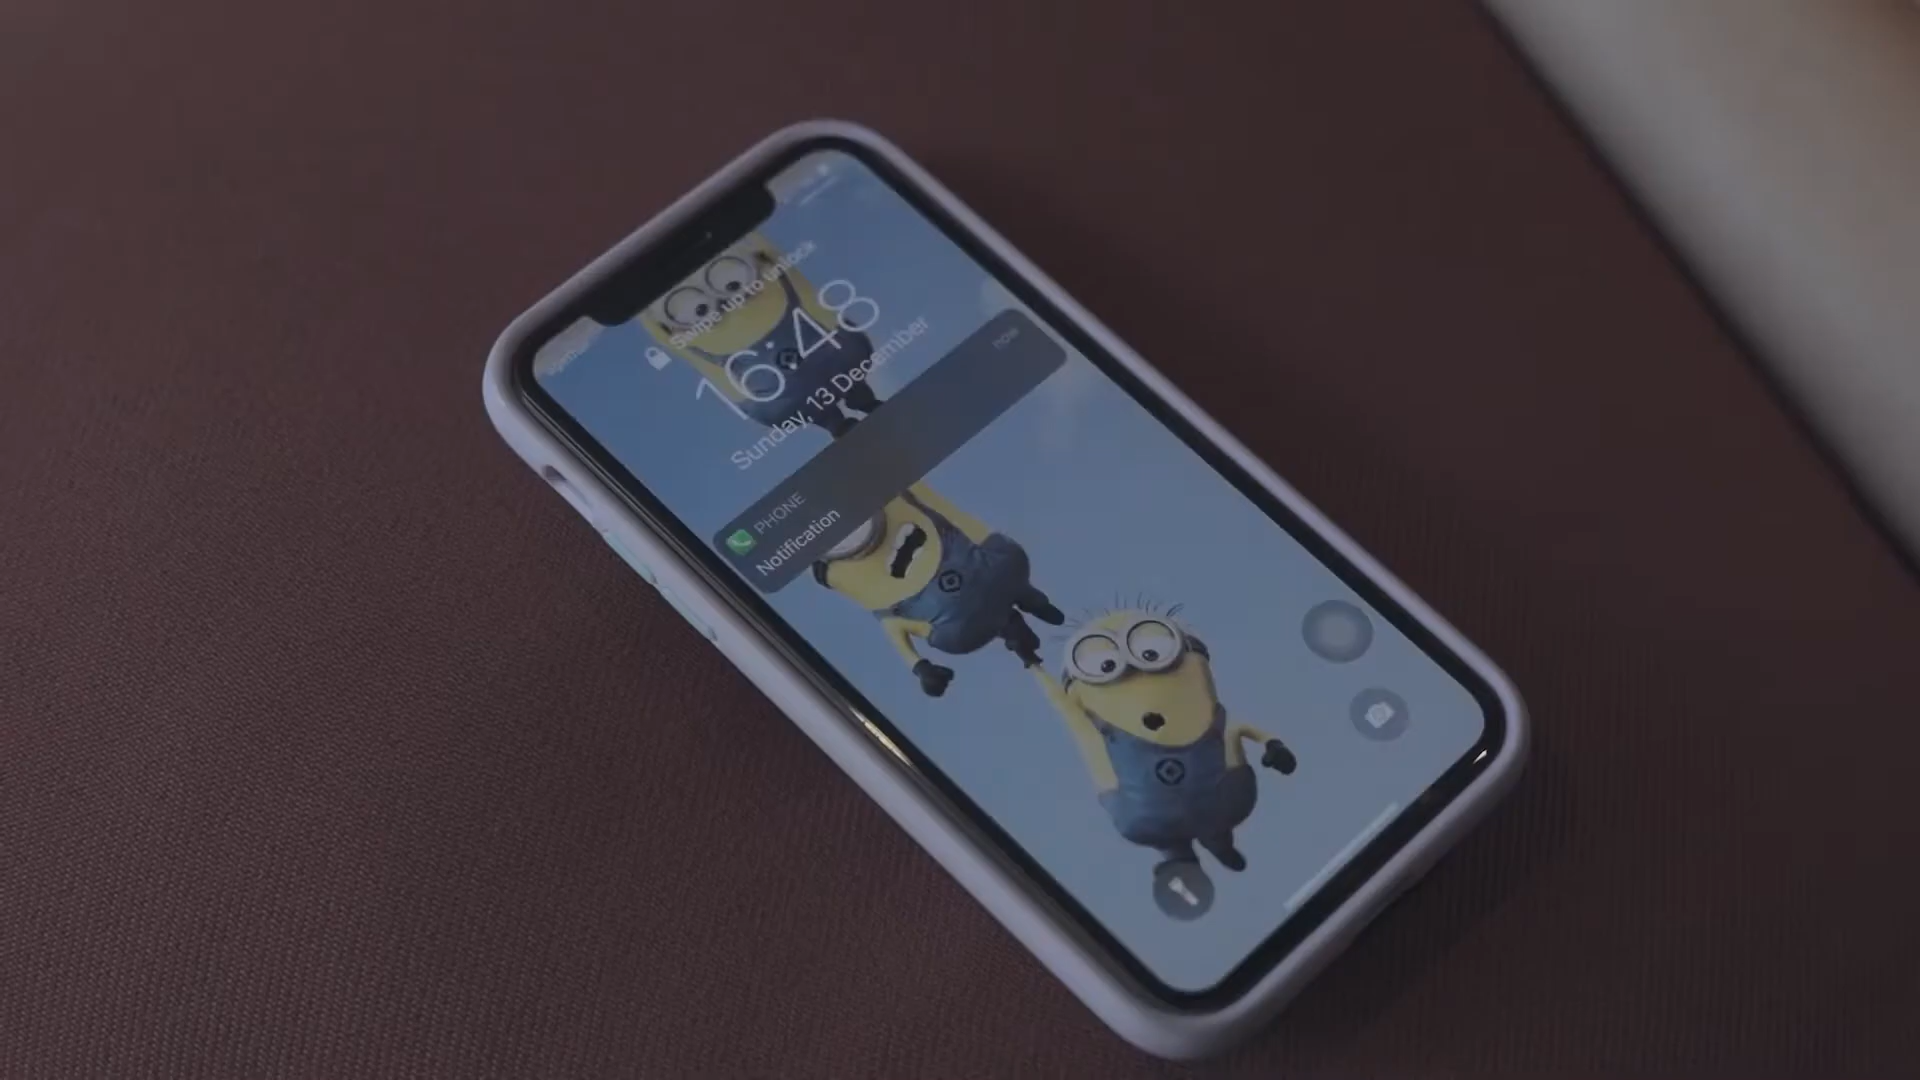 Swipe up to unlock
16:48
Sunday, 13 December
PHONE
now
Notification